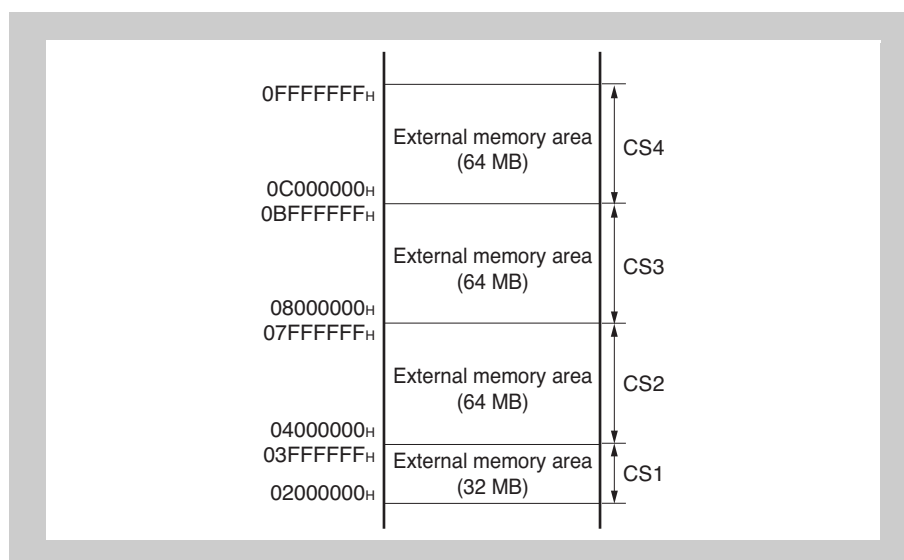 0FFFFFFFH
External memory area
(64 MB)
CS4
0C000000H
0BFFFFFFH
External memory area
(64 MB)
CS3
08000000H
07FFFFFFH
External memory area
(64 MB)
CS2
04000000H
03FFFFFFH
External memory area
(32 MB)
CS1
02000000H